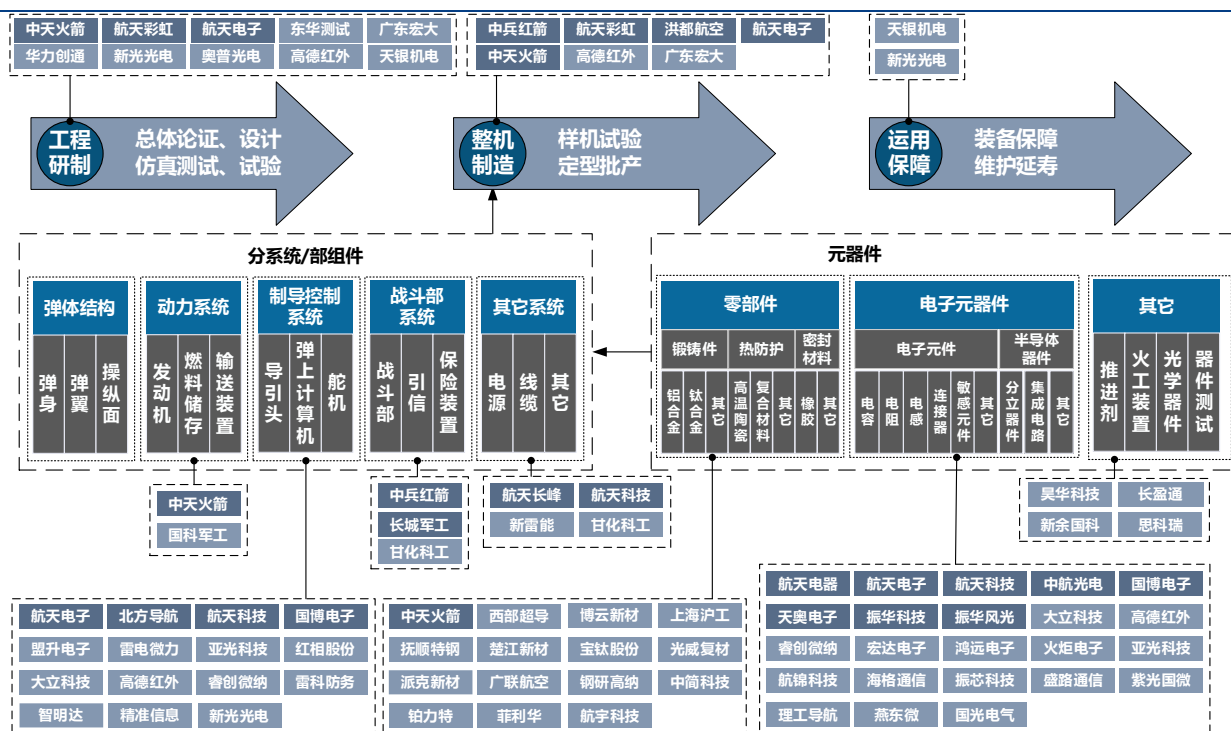 中天火箭 航天彩虹 航天电子 东华测试 广东宏大
华力创通 新光光电 奥普光电 高德红外 天银机电
中兵红箭 航天彩虹 洪都航空 航天电子
中天火箭 高德红外 广东宏大
天银机电
新光光电
工程
研制
总体论证、设计
仿真测试、试验
整机
制造
样机试验
定型批产
运用
保障
装备保障
维护延寿
分系统/部组件
弹体结构
弹身
弹翼
操纵面
动力系统
发动机
燃料储存
输送装置
制导控制
系统
导引头
弹上计算机
舵机
战斗部
系统
战斗部
引信
保险装置
其它系统
电源
线缆
其它
元器件
零部件
锻铸件
铝合金
钛合金
其它
热防护
高温陶瓷
复合材料
其它
密封
材料
橡胶
其它
电子元器件
电子元件
电容
电阻
电感
连接器
敏感元件
其它
半导体
器件
分立器件
集成电路
其它
其它
推进剂
火工装置
光学器件
器件测试
中天火箭
国科军工
中兵红箭
长城军工
甘化科工
航天长峰 航天科技
新雷能 甘化科工
昊华科技 长盈通
新余国科 思科瑞
航天电子 北方导航 航天科技 国博电子
盟升电子 雷电微力 亚光科技 红相股份
大立科技 高德红外 睿创微纳 雷科防务
智明达 精准信息 新光光电
中天火箭 西部超导 博云新材 上海沪工
抚顺特钢 楚江新材 宝钛股份 光威复材
派克新材 广联航空 钢研高纳 中简科技
铂力特 菲利华 航宇科技
航天电器 航天电子 航天科技 中航光电 国博电子
天奥电子 振华科技 振华风光 大立科技 高德红外
睿创微纳 宏达电子 鸿远电子 火炬电子 亚光科技
航锦科技 海格通信 振芯科技 盛路通信 紫光国微
理工导航 燕东微 国光电气